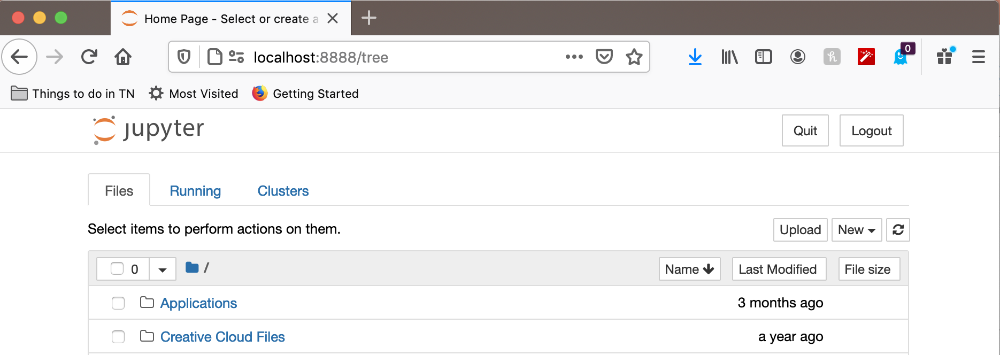 Home Page - Select or create a
localhost:8888/tree
0
Things to do in TN Most Visited Getting Started
jupyter Quit Logout
Files Running Clusters
Select items to perform actions on them. Upload New
0 / Name Last Modified File size
Applications 3 months ago
Creative Cloud Files a year ago